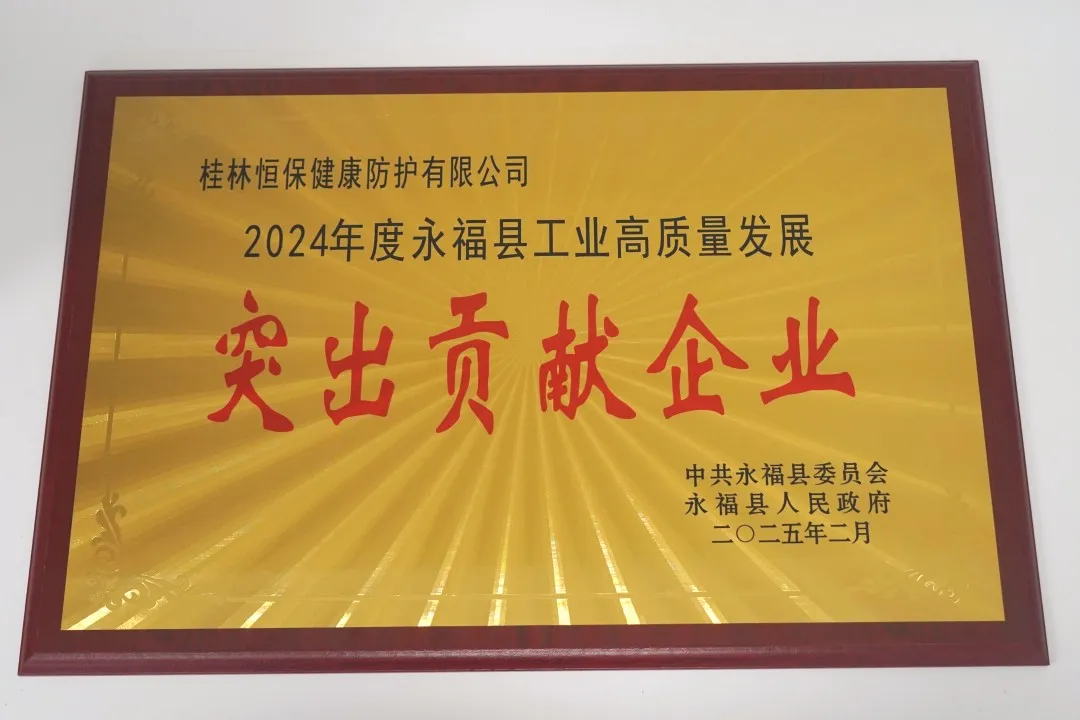 桂林恒保健康防护有限公司
2024年度永福县工业高质量发展
突出贡献企业
中共永福县委员会
永福县人民政府
二〇二五年二月